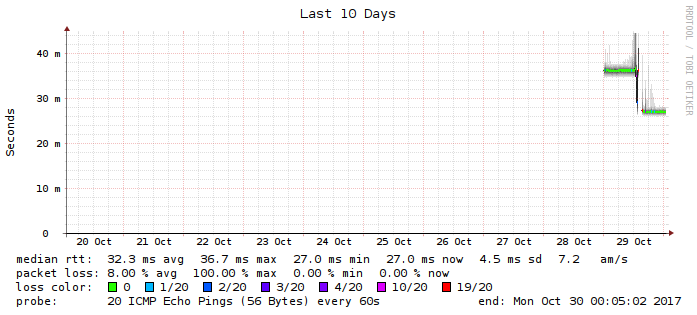 Last 10 Days
RRDTOOL / TOBI OETIKER
Seconds
40 m
30 m
20 m
10 m
0
20 Oct 21 Oct 22 Oct 23 Oct 24 Oct 25 Oct 26 Oct 27 Oct 28 Oct 29 Oct
median rtt: 32.3 ms avg 36.7 ms max 27.0 ms min 27.0 ms now 4.5 ms sd 7.2 am/s
packet loss: 8.00 % avg 100.00 % max 0.00 % min 0.00 % now
loss color: 0 1/20 2/20 3/20 4/20 10/20 19/20
probe: 20 ICMP Echo Pings (56 Bytes) every 60s end: Mon Oct 30 00:05:02 2017